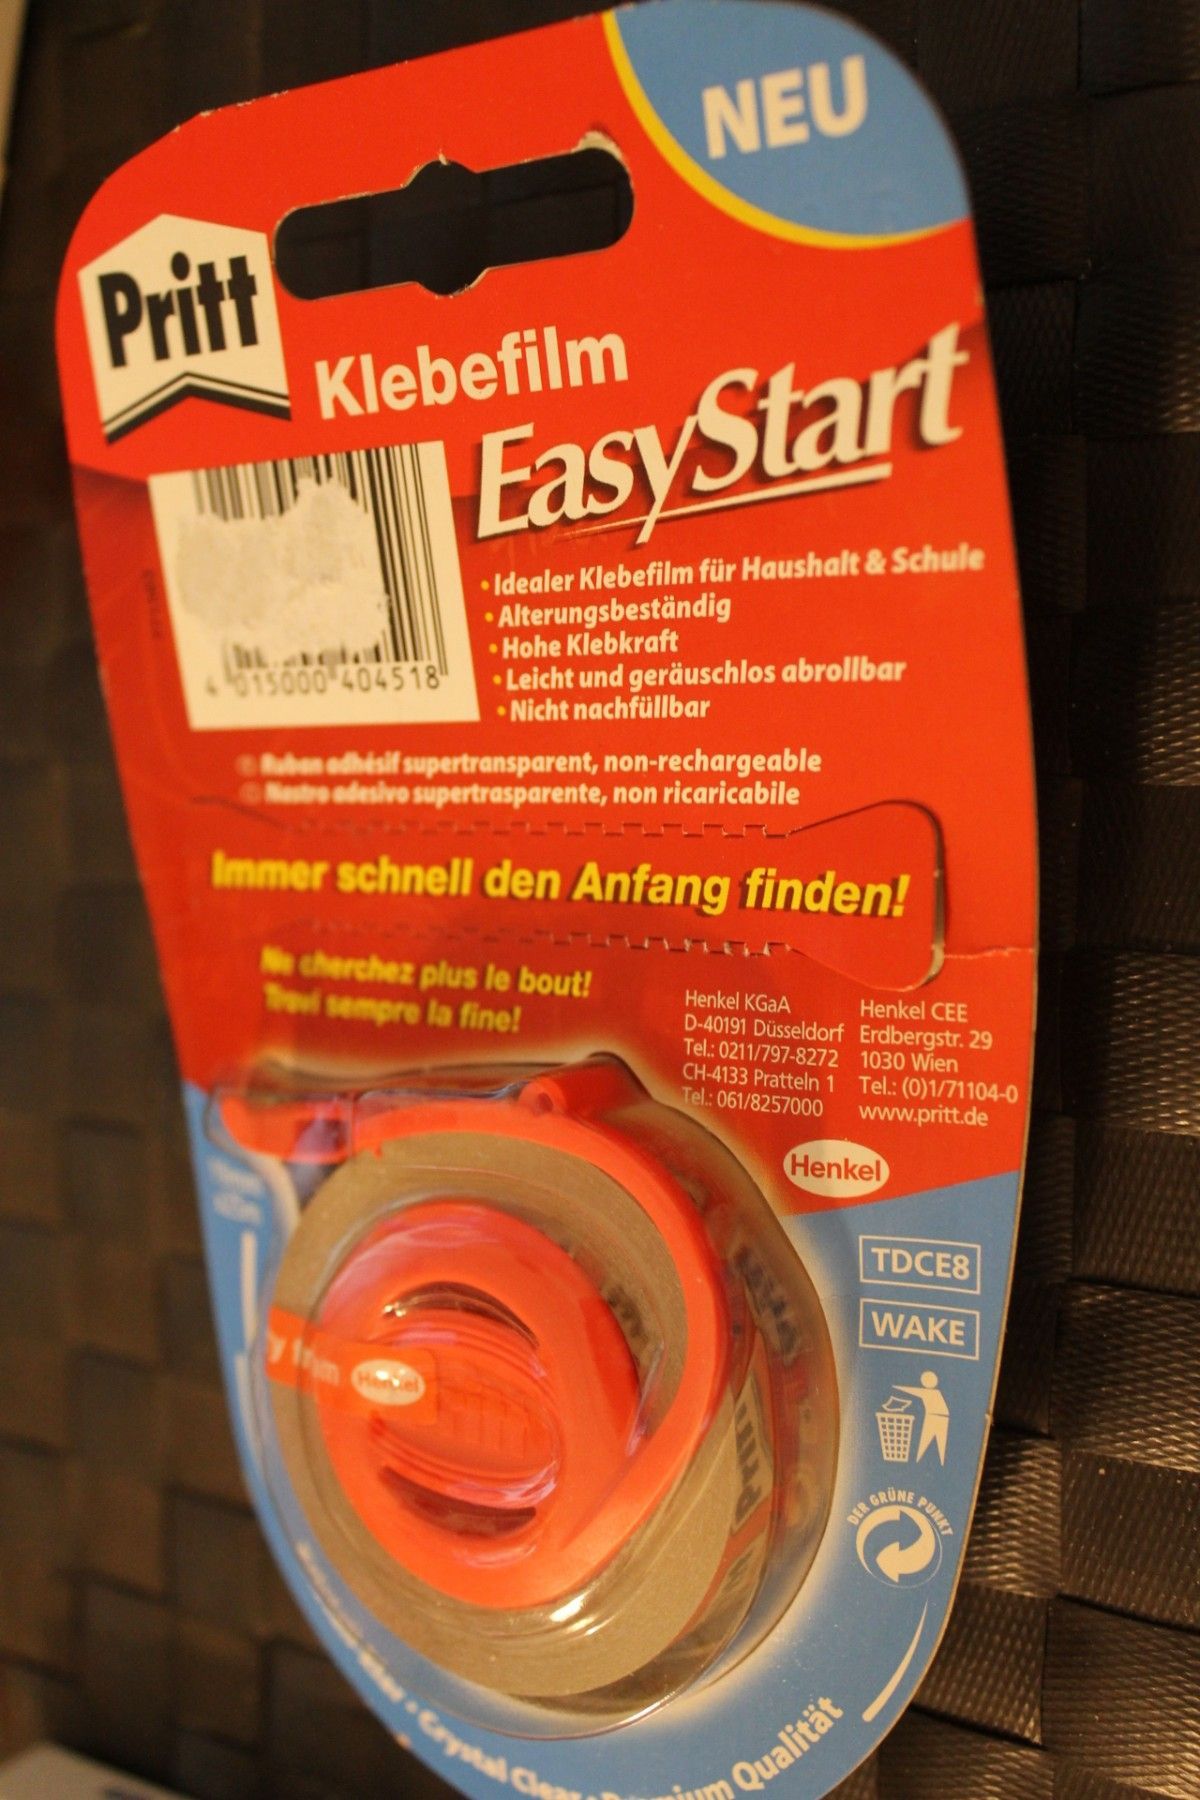 NEU
Pritt
Klebefilm
EasyStart
• Idealer Klebefilm für Haushalt & Schule
• Alterungsbeständig
• Hohe Klebkraft
• Leicht und geräuschlos abrollbar
• Nicht nachfüllbar
4 015000 404518
Ruban adhésif supertransparent, non-rechargeable
Nastro adesivo supertrasparente, non ricaricabile
Immer schnell den Anfang finden!
Ne cherchez plus le bout!
Trovi sempre la fine!
Henkel KGaA
D-40191 Düsseldorf
Tel.: 0211/797-8272
CH-4133 Pratteln 1
Tel.: 061/8257000
Henkel CEE
Erdbergstr. 29
1030 Wien
Tel.: (0)1/71104-0
www.pritt.de
Henkel
TDCE8
WAKE
DER GRÜNE PUNKT
Henkel
Pritt
Crystal Clear • Premium Qualität